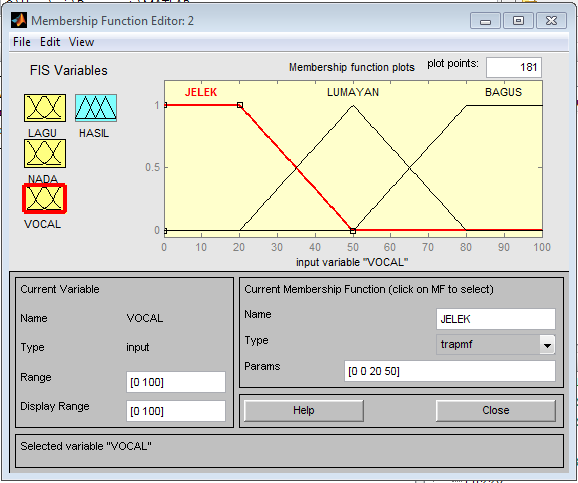 Membership Function Editor: 2
File Edit View
FIS Variables
LAGU
HASIL
NADA
VOCAL
Membership function plots
plot points:
181
JELEK
LUMAYAN
BAGUS
1
0.5
0
0 10 20 30 40 50 60 70 80 90 100
input variable "VOCAL"
Current Variable
Name VOCAL
Type input
Range [0 100]
Display Range [0 100]
Current Membership Function (click on MF to select)
Name JELEK
Type trapmf
Params [0 0 20 50]
Help Close
Selected variable "VOCAL"